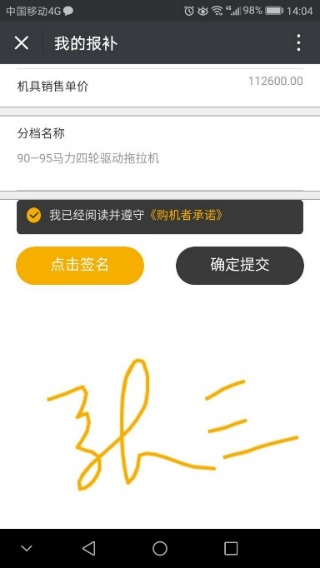 中国移动4G 4G 98% 14:04
我的报补
机具销售单价 112600.00
分档名称
90—95马力四轮驱动拖拉机
我已经阅读并遵守《购机者承诺》
点击签名 确定提交
张三